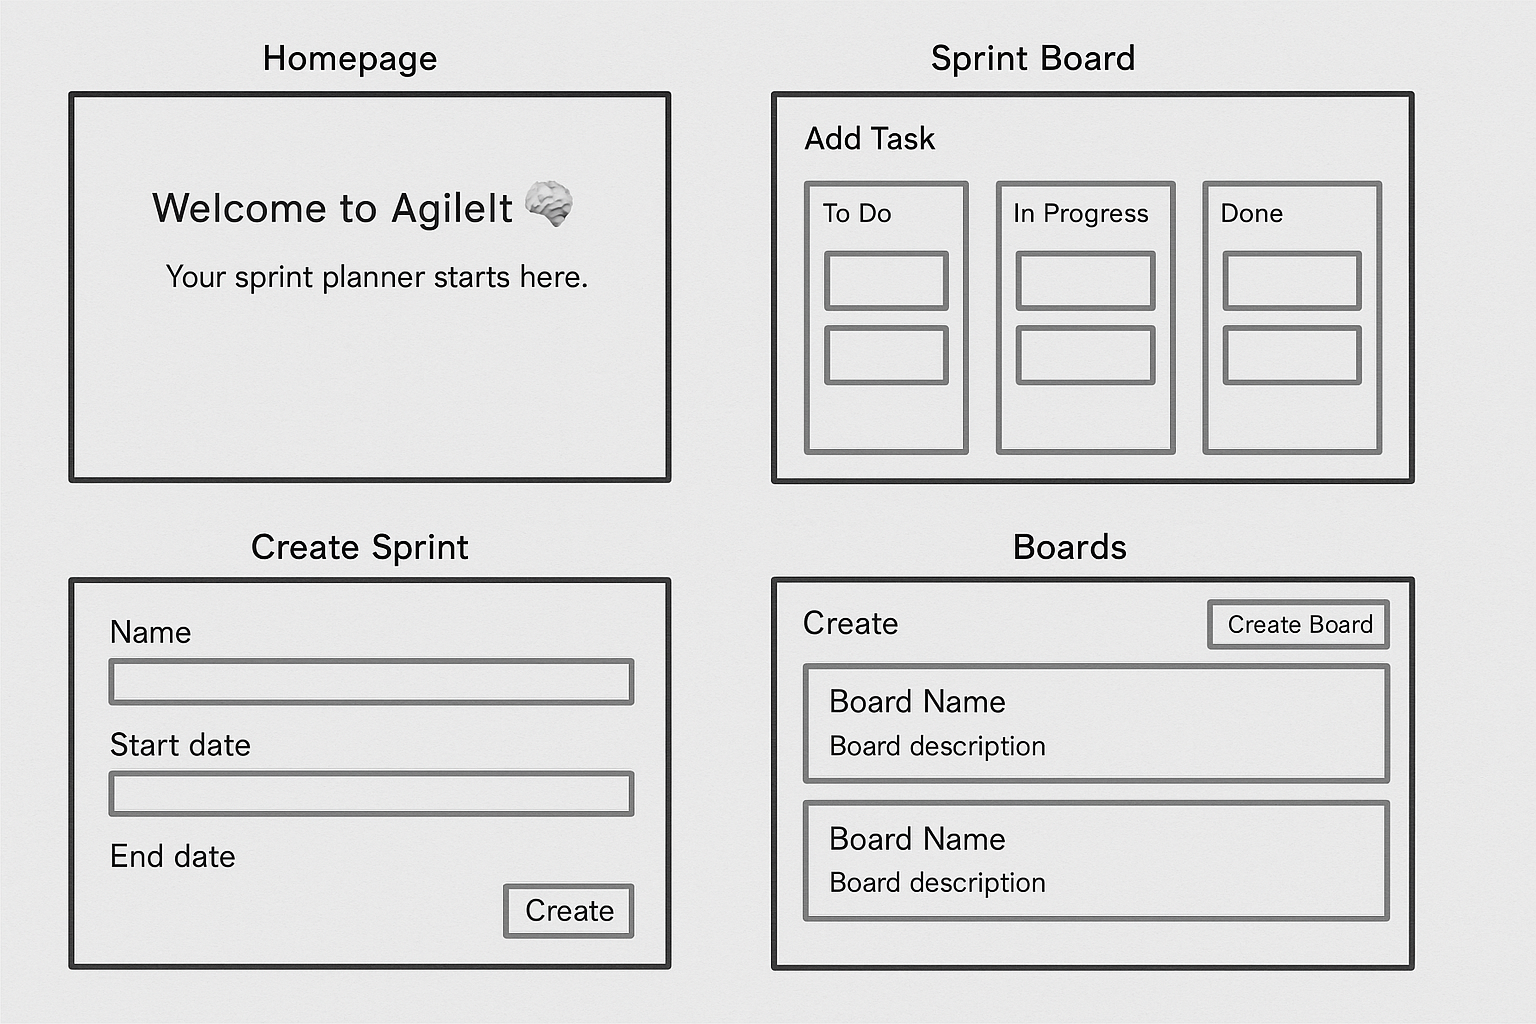 Homepage
Welcome to AgileIt
Your sprint planner starts here.
Sprint Board
Add Task
To Do
In Progress
Done
Create Sprint
Name
Start date
End date
Create
Boards
Create
Create Board
Board Name
Board description
Board Name
Board description